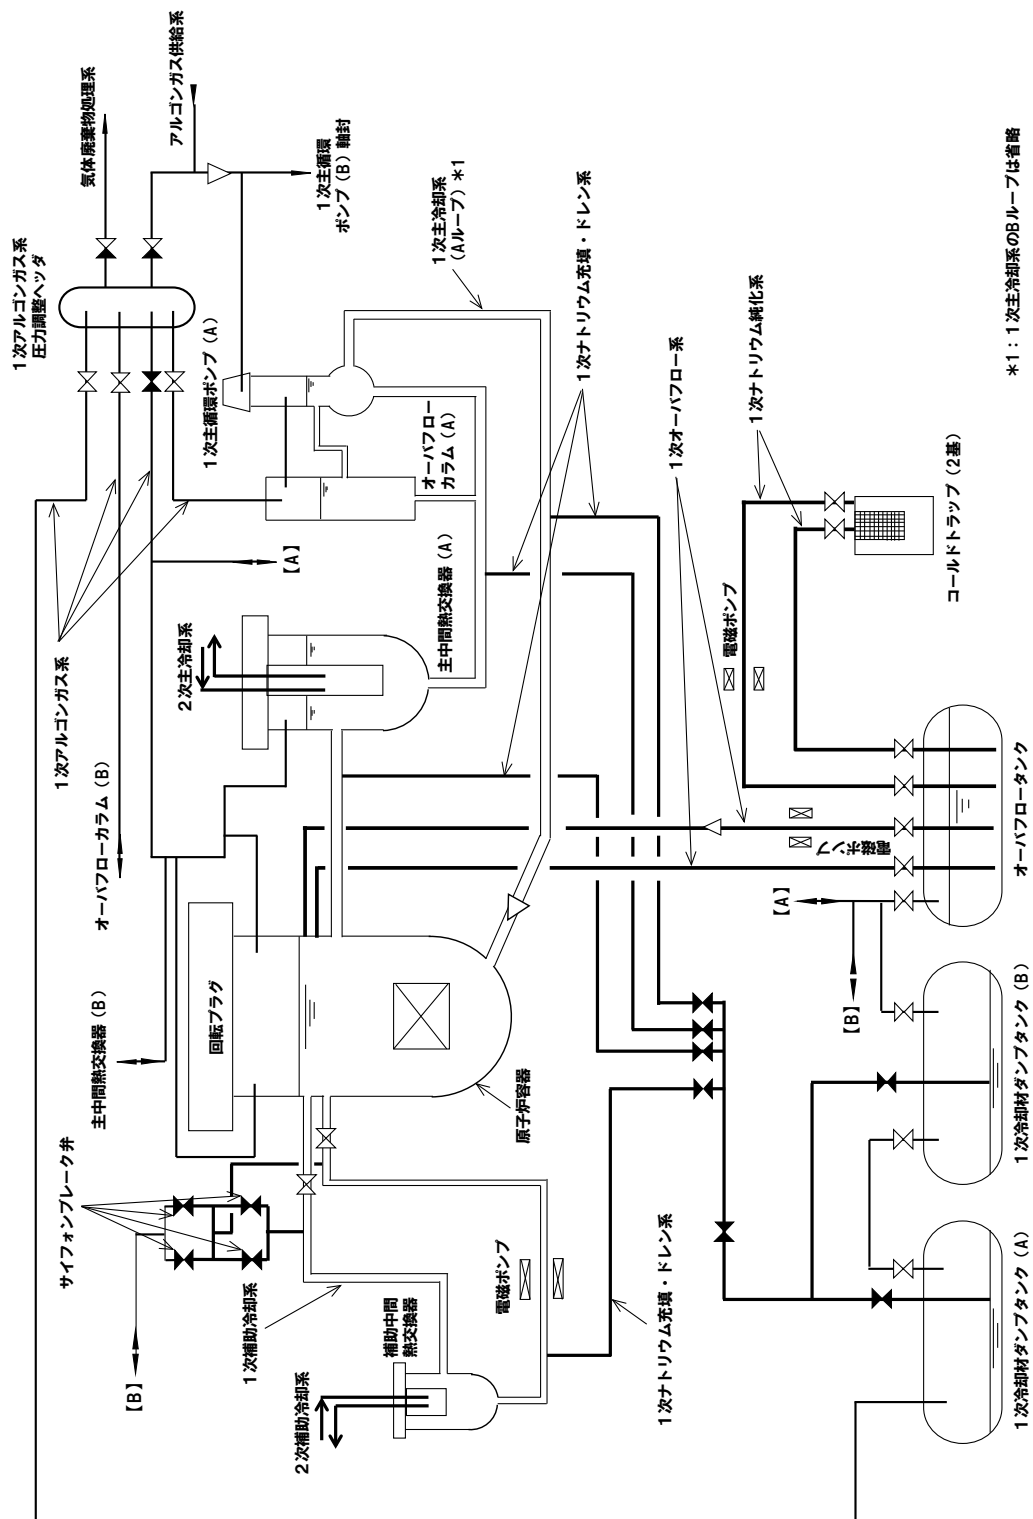 1次アルゴンガス系
圧力調整ヘッダ
気体廃棄物処理系
アルゴンガス供給系
1次主循環
ポンプ(B)軸封
1次主冷却系
(Aループ)*1
1次主循環ポンプ(A)
オーバフロー
カラム(A)
1次ナトリウム充填・ドレン系
1次オーバフロー系
1次ナトリウム純化系
コールドトラップ(2基)
*1:1次主冷却系のBループは省略
【A】
主中間熱交換器(A)
2次主冷却系
1次アルゴンガス系
オーバフローカラム(B)
電磁ポンプ
電磁ポンプ
オーバフロータンク
【A】
【B】
主中間熱交換器(B)
回転プラグ
原子炉容器
1次冷却材ダンプタンク(B)
サイフォンブレーク弁
【B】
1次補助冷却系
補助中間
熱交換器
電磁ポンプ
2次補助冷却系
1次ナトリウム充填・ドレン系
1次冷却材ダンプタンク(A)